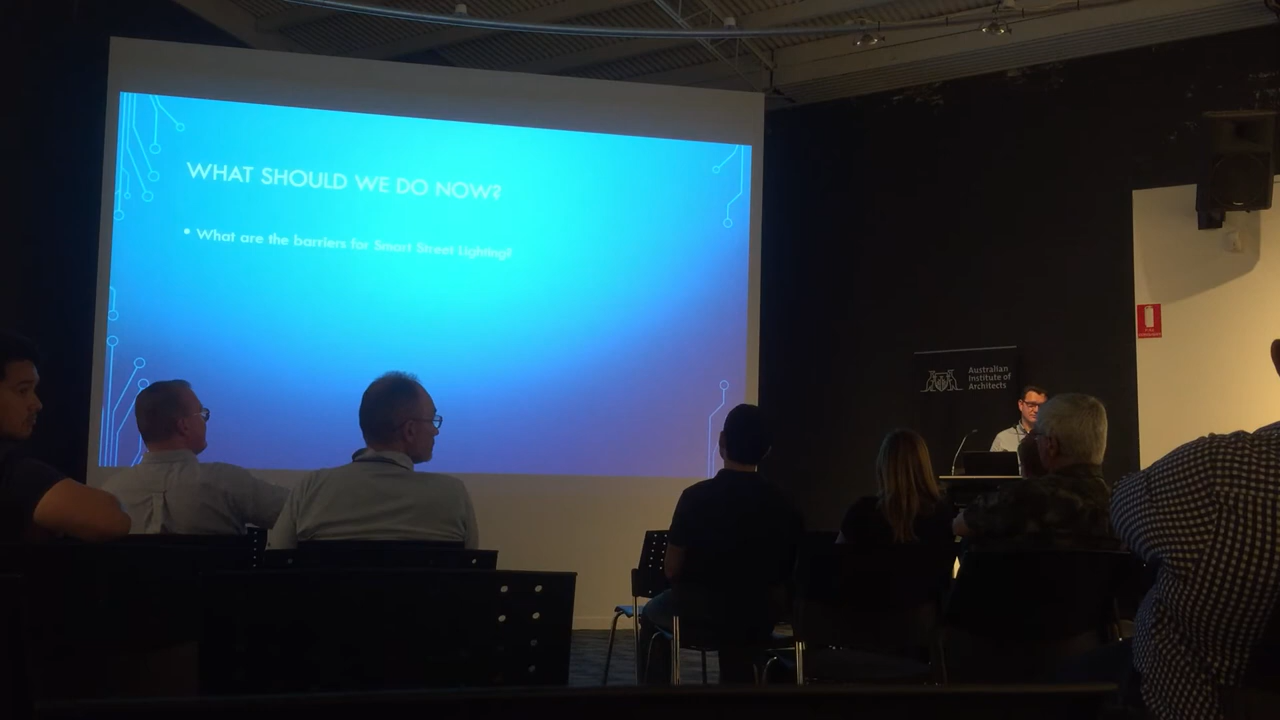 WHAT SHOULD WE DO NOW?
• What are the barriers for Smart Street Lighting?
Australian
Institute of
Architects